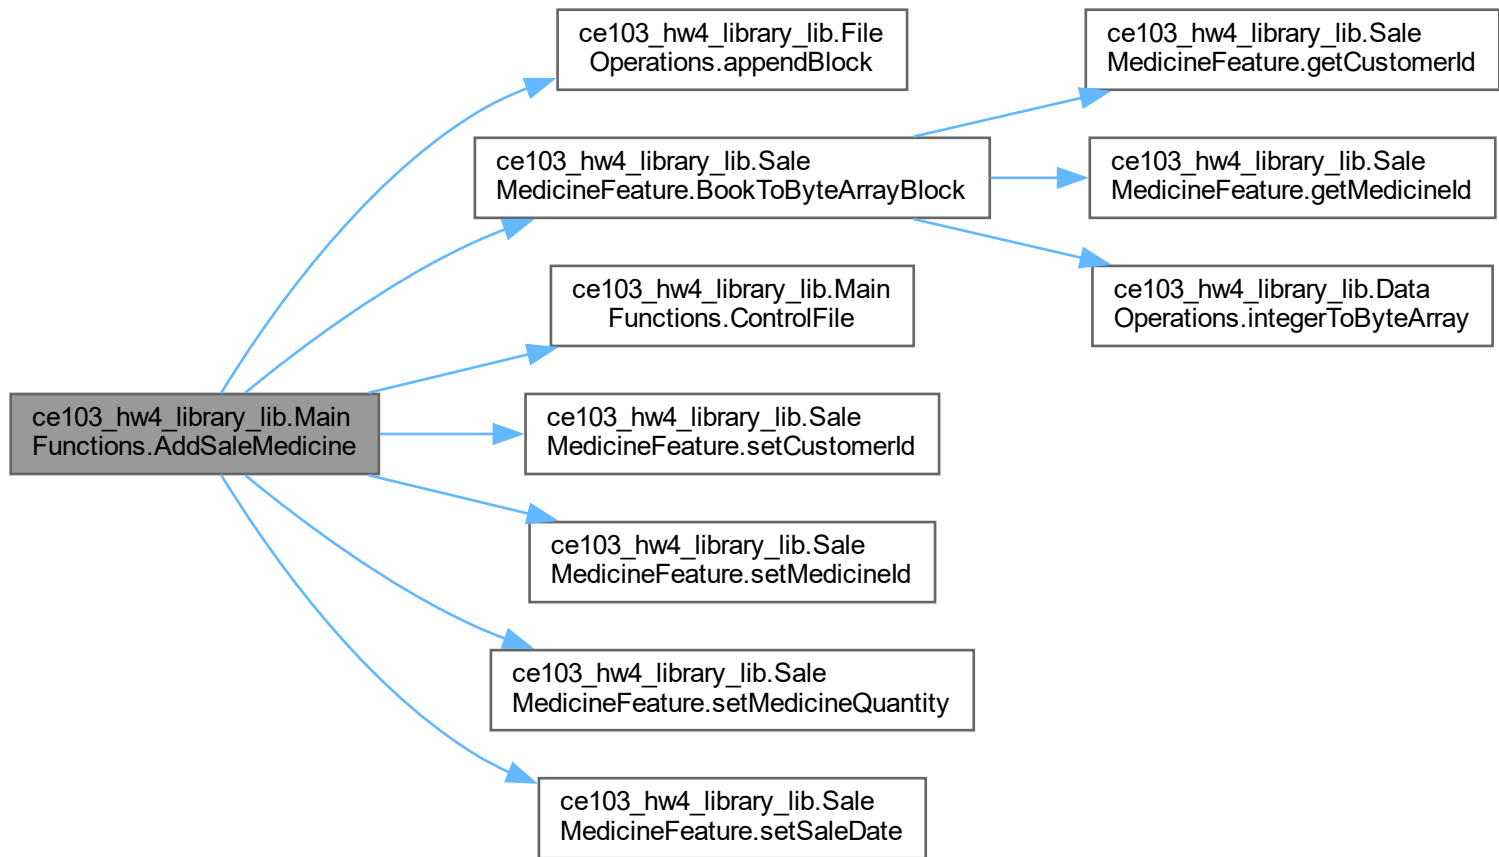 ce103_hw4_library_lib.File
Operations.appendBlock
ce103_hw4_library_lib.Sale
MedicineFeature.getCustomerId
ce103_hw4_library_lib.Sale
MedicineFeature.BookToByteArrayBlock
ce103_hw4_library_lib.Sale
MedicineFeature.getMedicineId
ce103_hw4_library_lib.Main
Functions.ControlFile
ce103_hw4_library_lib.Data
Operations.integerToByteArray
ce103_hw4_library_lib.Main
Functions.AddSaleMedicine
ce103_hw4_library_lib.Sale
MedicineFeature.setCustomerId
ce103_hw4_library_lib.Sale
MedicineFeature.setMedicineId
ce103_hw4_library_lib.Sale
MedicineFeature.setMedicineQuantity
ce103_hw4_library_lib.Sale
MedicineFeature.setSaleDate